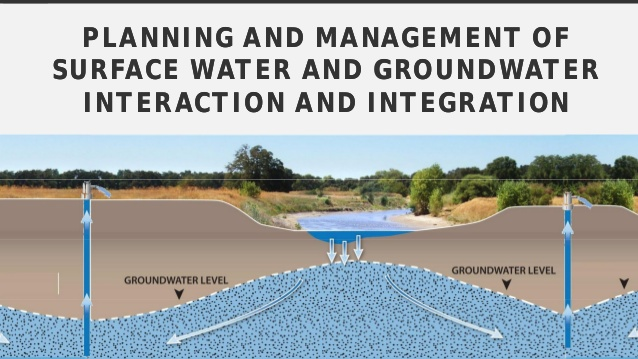 PLANNING AND MANAGEMENT OF
SURFACE WATER AND GROUNDWATER
INTERACTION AND INTEGRATION
GROUNDWATER LEVEL
GROUNDWATER LEVEL